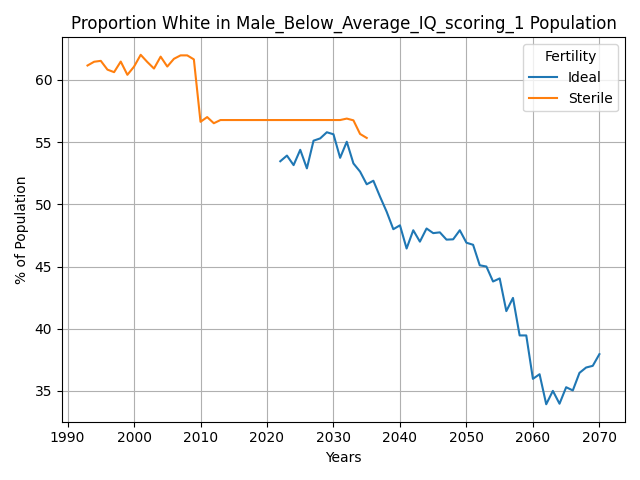 Proportion White in Male_Below_Average_IQ_scoring_1 Population
Fertility
Ideal
Sterile
% of Population
60
55
50
45
40
35
1990 2000 2010 2020 2030 2040 2050 2060 2070
Years